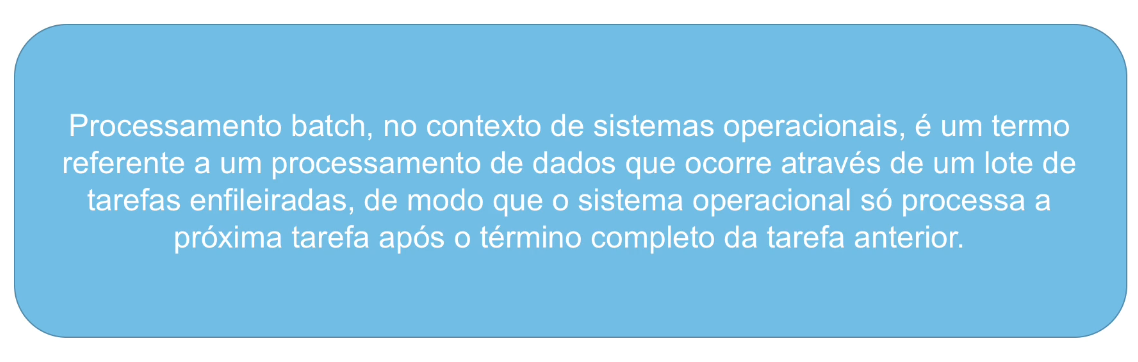 Processamento batch, no contexto de sistemas operacionais, é um termo
referente a um processamento de dados que ocorre através de um lote de
tarefas enfileiradas, de modo que o sistema operacional só processa a
próxima tarefa após o término completo da tarefa anterior.